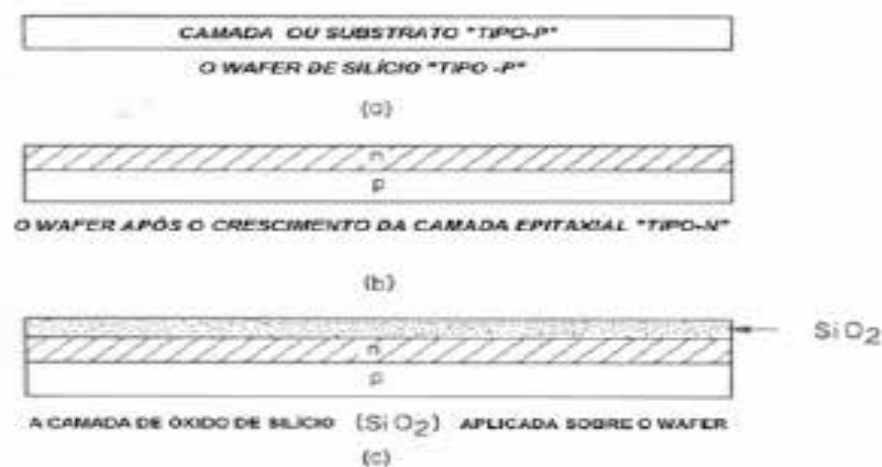 CAMADA OU SUBSTRATO "TIPO-P"
O WAFER DE SILÍCIO "TIPO -P"
(a)
n
p
O WAFER APÓS O CRESCIMENTO DA CAMADA EPITAXIAL "TIPO-N"
(b)
SiO2
n
p
A CAMADA DE ÓXIDO DE SILÍCIO (SiO2) APLICADA SOBRE O WAFER
(c)